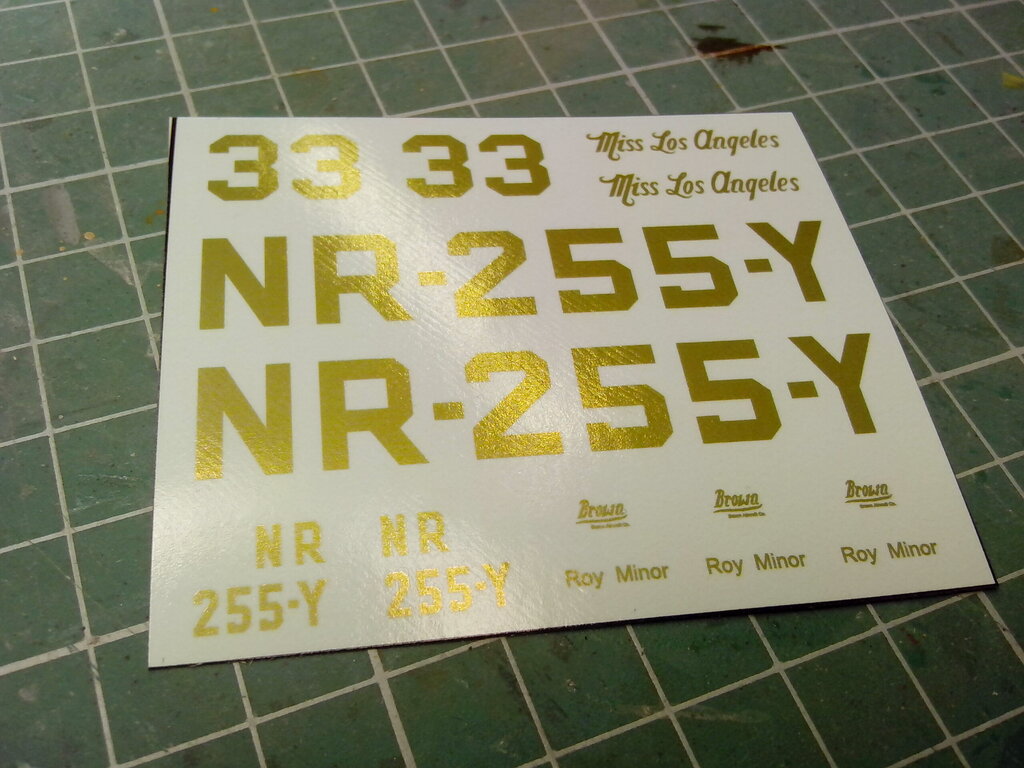 33 33 Miss Los Angeles
Miss Los Angeles
NR-255-Y
NR-255-Y
NR NR
255-Y 255-Y
Brown Brown Brown
Roy Minor Roy Minor Roy Minor